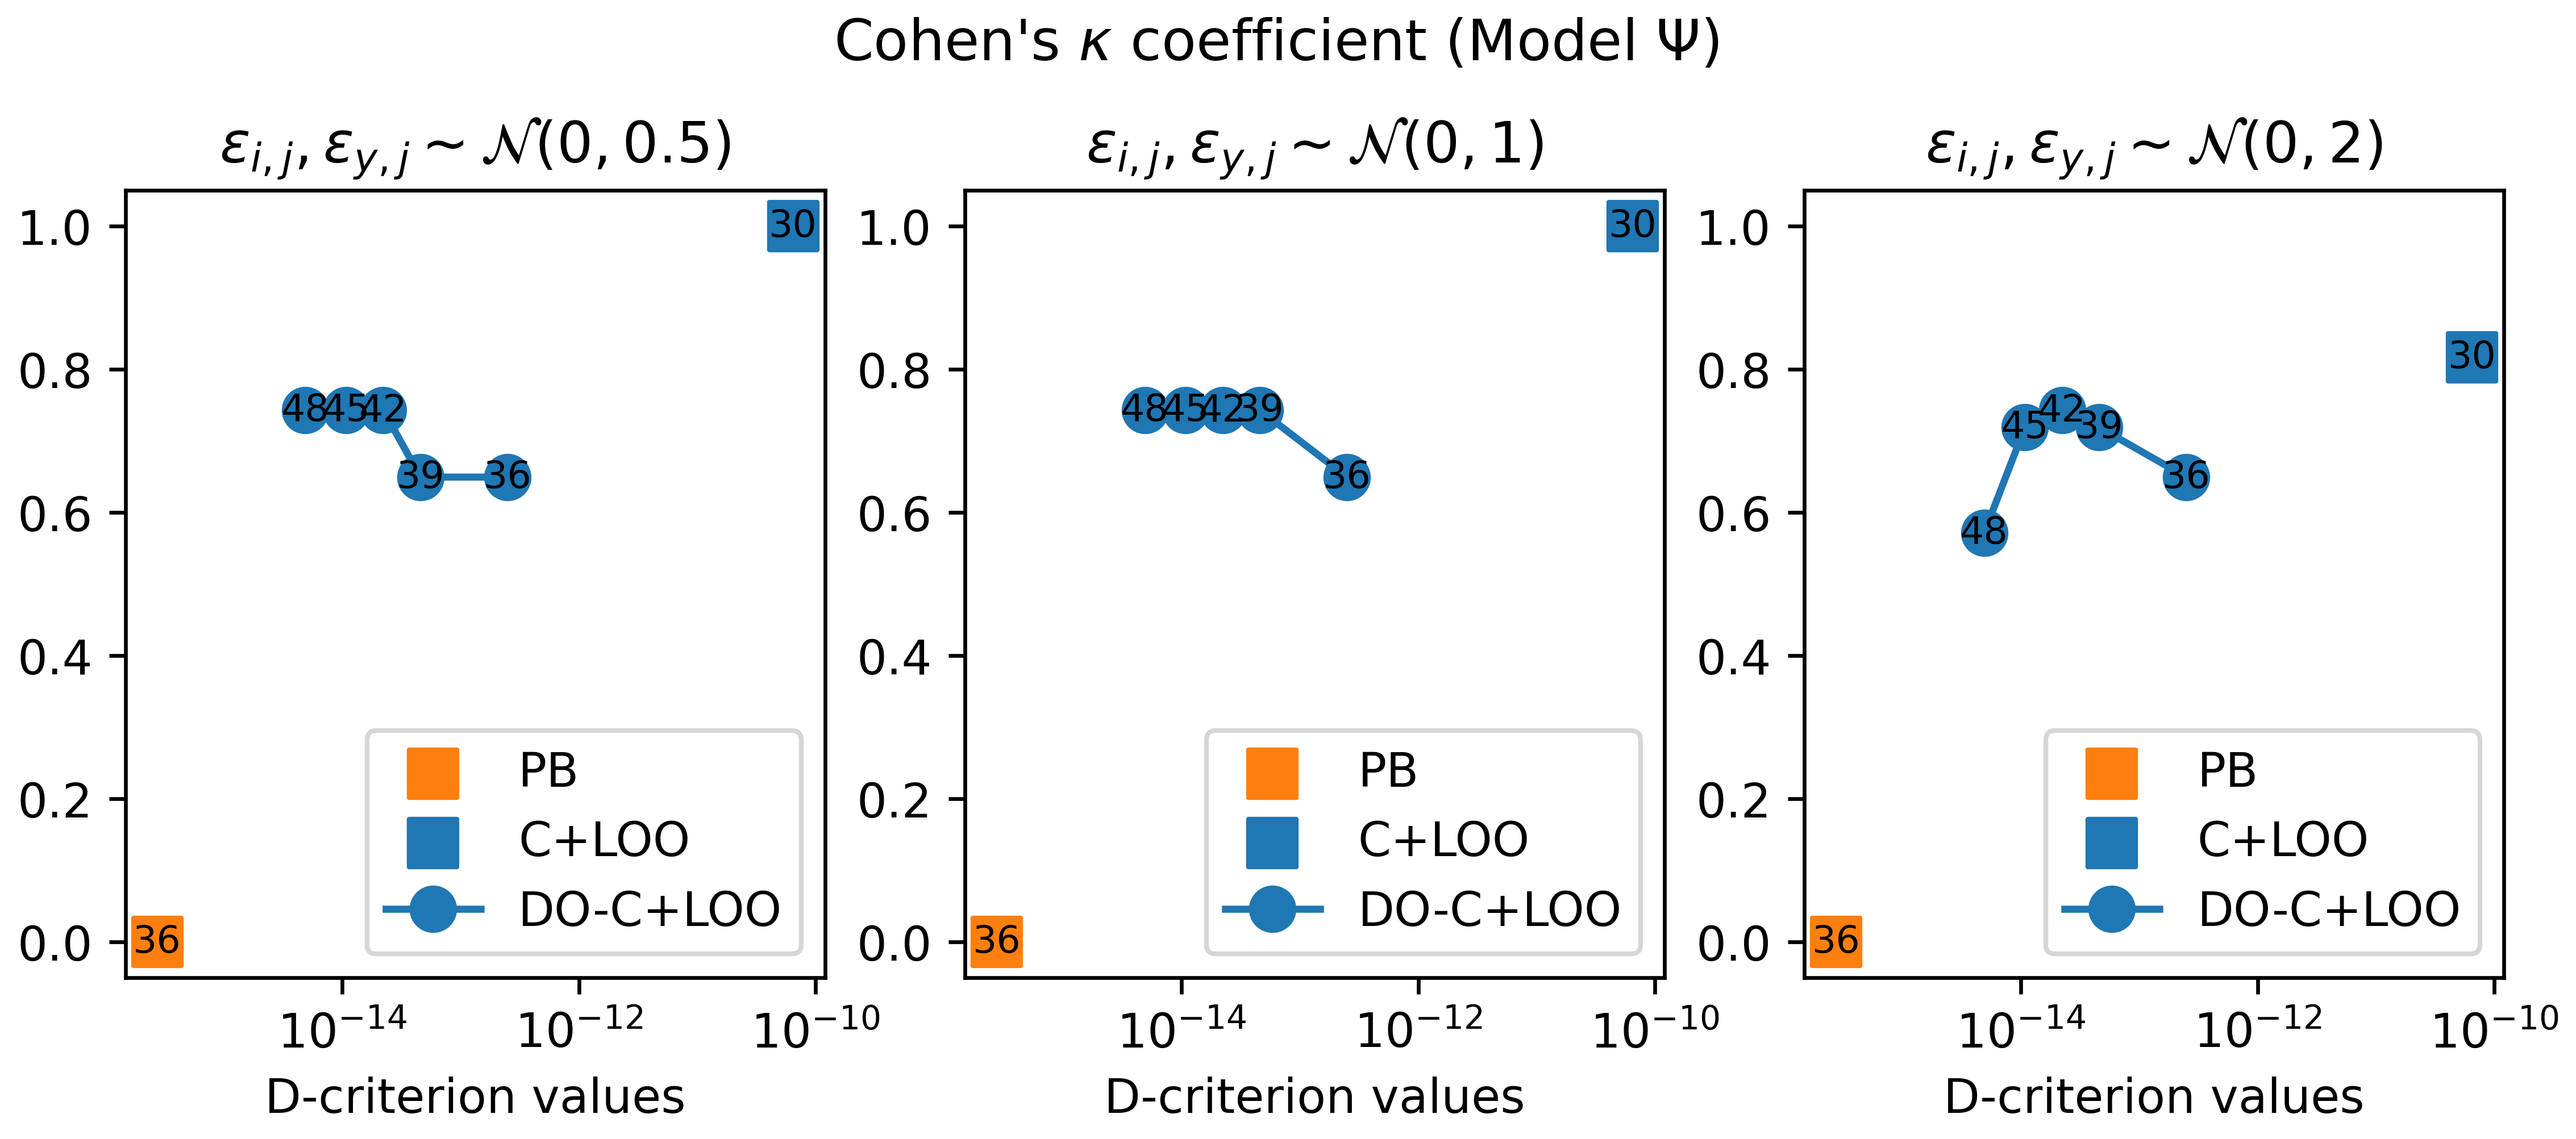 Cohen's κ coefficient (Model Ψ)
ε_{i,j}, ε_{y,j} ~ 𝒩(0, 0.5)
1.0
0.8
0.6
0.4
0.2
0.0
30
48 45 42
39 36
36
PB
C+LOO
DO-C+LOO
10⁻¹⁴ 10⁻¹² 10⁻¹⁰
D-criterion values
ε_{i,j}, ε_{y,j} ~ 𝒩(0, 1)
1.0
0.8
0.6
0.4
0.2
0.0
30
48 45 42 39
36
36
PB
C+LOO
DO-C+LOO
10⁻¹⁴ 10⁻¹² 10⁻¹⁰
D-criterion values
ε_{i,j}, ε_{y,j} ~ 𝒩(0, 2)
1.0
0.8
0.6
0.4
0.2
0.0
30
45 42 39
36
48
36
PB
C+LOO
DO-C+LOO
10⁻¹⁴ 10⁻¹² 10⁻¹⁰
D-criterion values